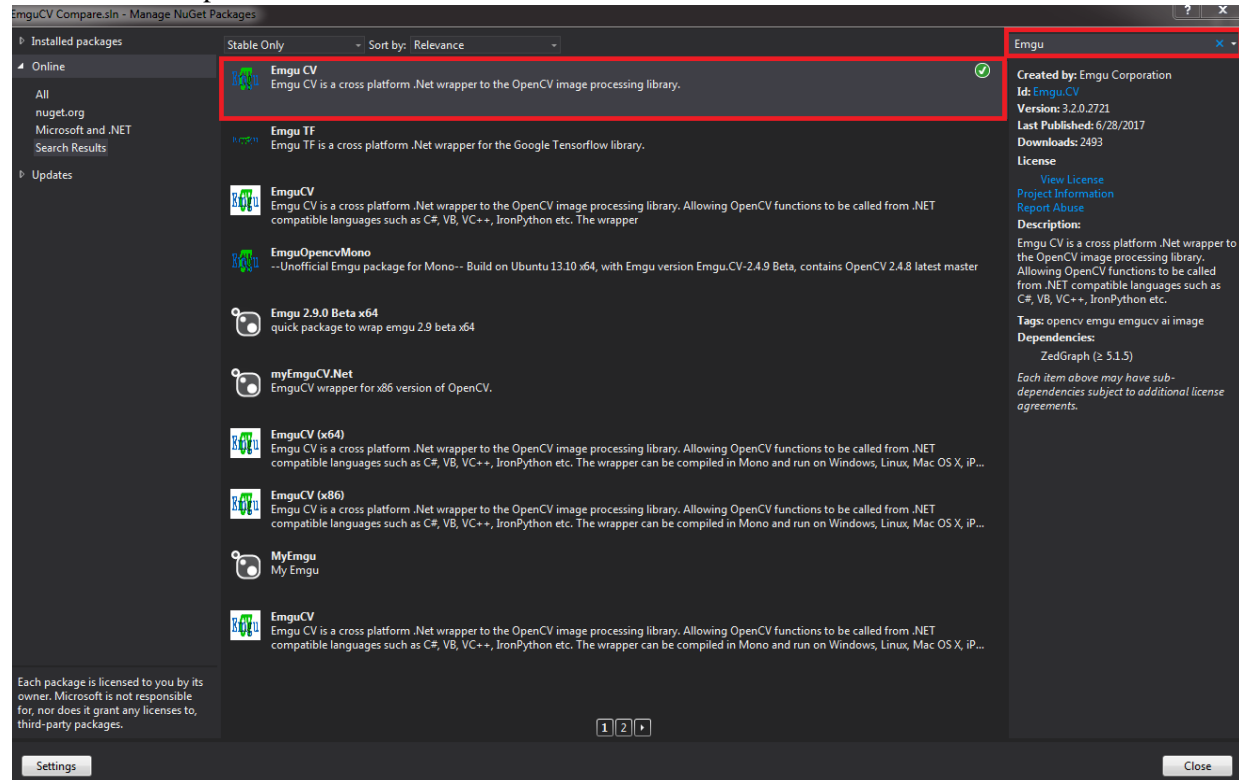 EmguCV Compare.sln - Manage NuGet Packages
? x
Installed packages
Online
All
nuget.org
Microsoft and .NET
Search Results
Updates
Each package is licensed to you by its
owner. Microsoft is not responsible
for, nor does it grant any licenses to,
third-party packages.
Stable Only Sort by: Relevance
Emgu CV
Emgu CV is a cross platform .Net wrapper to the OpenCV image processing library.
Emgu TF
Emgu TF is a cross platform .Net wrapper for the Google Tensorflow library.
EmguCV
Emgu CV is a cross platform .Net wrapper to the OpenCV image processing library. Allowing OpenCV functions to be called from .NET
compatible languages such as C#, VB, VC++, IronPython etc. The wrapper
EmguOpencvMono
--Unofficial Emgu package for Mono-- Build on Ubuntu 13.10 x64, with Emgu version Emgu.CV-2.4.9 Beta, contains OpenCV 2.4.8 latest master
Emgu 2.9.0 Beta x64
quick package to wrap emgu 2.9 beta x64
myEmguCV.Net
EmguCV wrapper for x86 version of OpenCV.
EmguCV (x64)
Emgu CV is a cross platform .Net wrapper to the OpenCV image processing library. Allowing OpenCV functions to be called from .NET
compatible languages such as C#, VB, VC++, IronPython etc. The wrapper can be compiled in Mono and run on Windows, Linux, Mac OS X, iP...
EmguCV (x86)
Emgu CV is a cross platform .Net wrapper to the OpenCV image processing library. Allowing OpenCV functions to be called from .NET
compatible languages such as C#, VB, VC++, IronPython etc. The wrapper can be compiled in Mono and run on Windows, Linux, Mac OS X, iP...
MyEmgu
My Emgu
EmguCV
Emgu CV is a cross platform .Net wrapper to the OpenCV image processing library. Allowing OpenCV functions to be called from .NET
compatible languages such as C#, VB, VC++, IronPython etc. The wrapper can be compiled in Mono and run on Windows, Linux, Mac OS X, iP...
1 2
Emgu
Created by: Emgu Corporation
Id: Emgu.CV
Version: 3.2.0.2721
Last Published: 6/28/2017
Downloads: 2493
License
View License
Project Information
Report Abuse
Description:
Emgu CV is a cross platform .Net wrapper to
the OpenCV image processing library.
Allowing OpenCV functions to be called
from .NET compatible languages such as
C#, VB, VC++, IronPython etc.
Tags: opencv emgu emgucv ai image
Dependencies:
ZedGraph (≥ 5.1.5)
Each item above may have sub-
dependencies subject to additional license
agreements.
Settings
Close